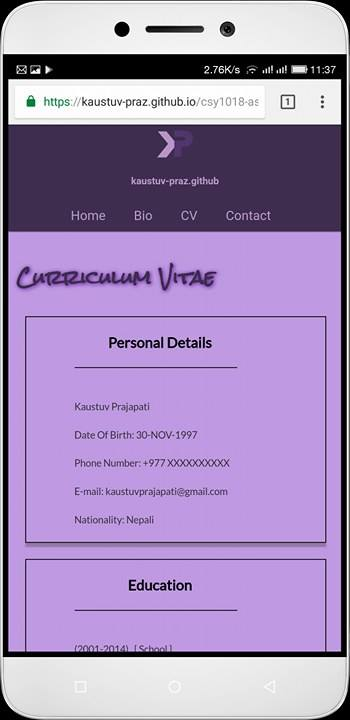 2.76K/s 11:37
https://kaustuv-praz.github.io/csy1018-as
1
KP
kaustuv-praz.github
Home Bio CV Contact
Curriculum Vitae
Personal Details
Kaustuv Prajapati
Date Of Birth: 30-NOV-1997
Phone Number: +977 XXXXXXXXXX
E-mail: kaustuvprajapati@gmail.com
Nationality: Nepali
Education
(2001-2014) [ School ]